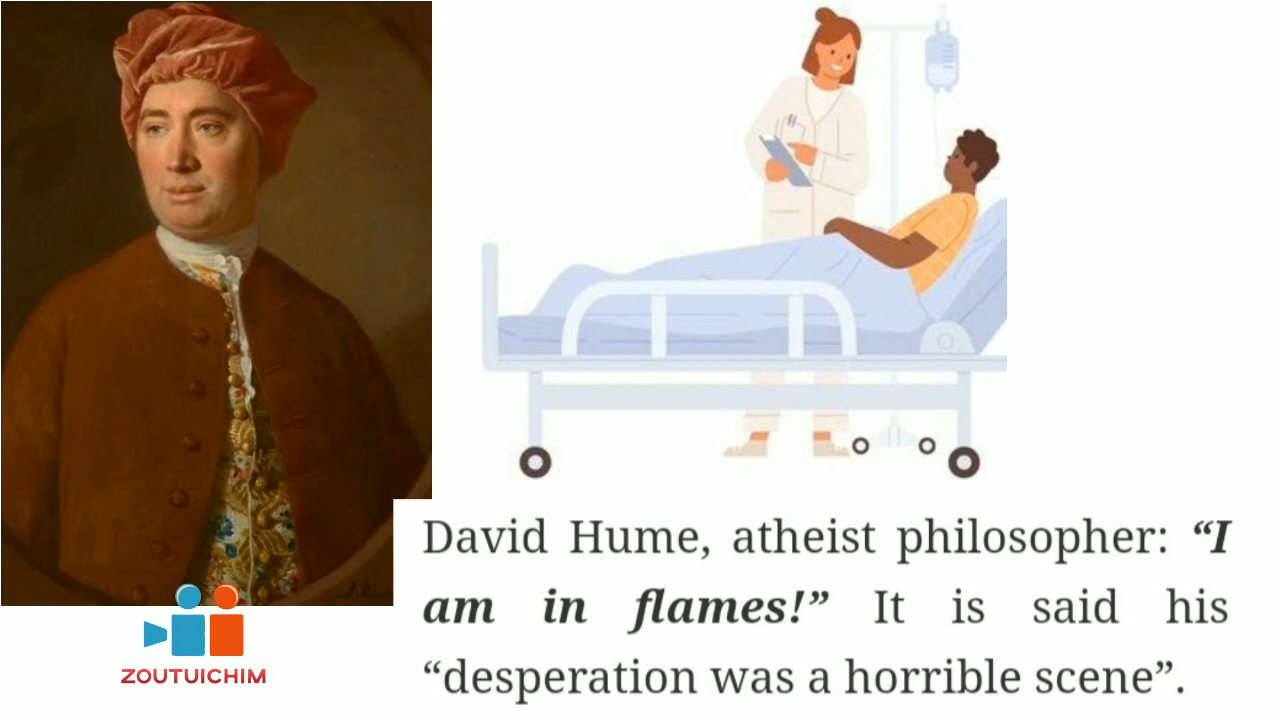 David Hume, atheist philosopher: “I
am in flames!” It is said his
“desperation was a horrible scene”.
ZOUTUICHIM